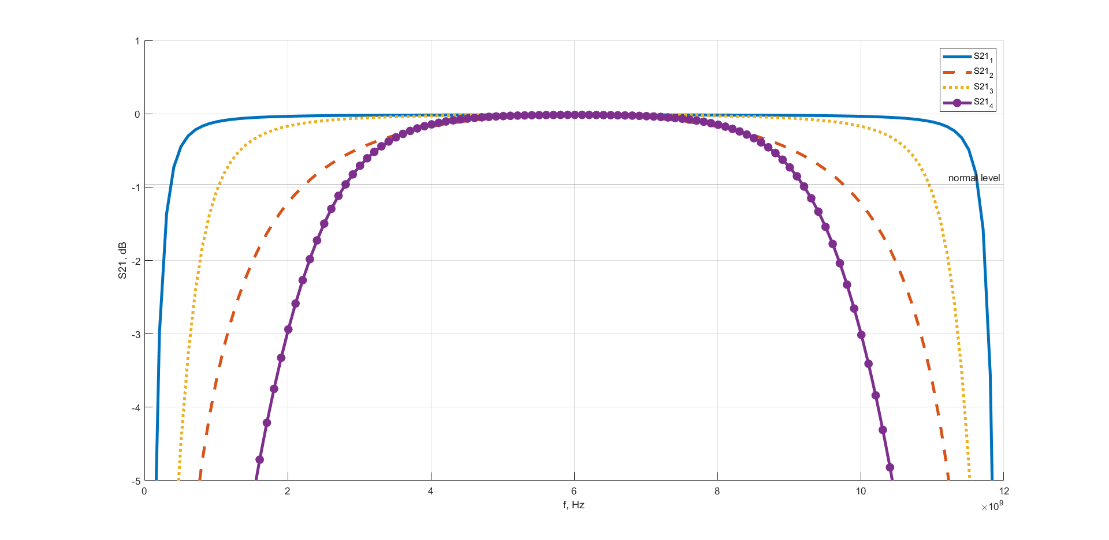 1
0
-1
-2
-3
-4
-5
S21, dB
S21₁
S21₂
S21₃
S21₄
normal level
0 2 4 6 8 10 12
f, Hz
×10⁹